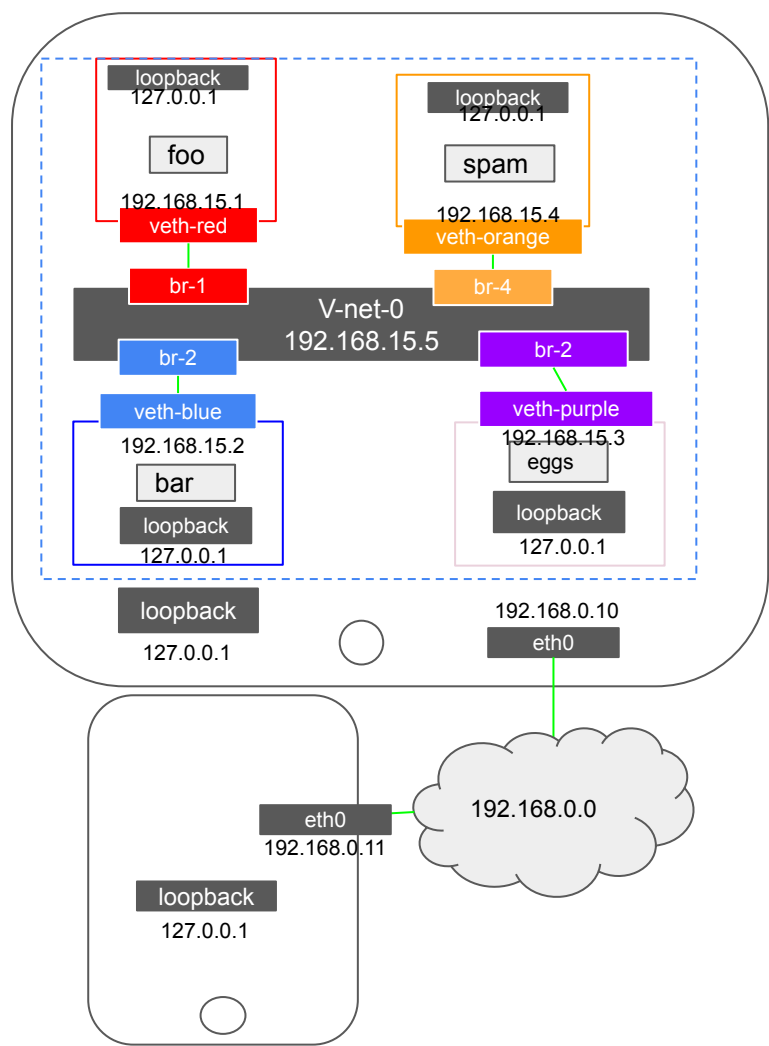 loopback
127.0.0.1
foo
192.168.15.1
veth-red
br-1
loopback
127.0.0.1
spam
192.168.15.4
veth-orange
br-4
V-net-0
192.168.15.5
br-2
veth-blue
192.168.15.2
bar
loopback
127.0.0.1
br-2
veth-purple
192.168.15.3
eggs
loopback
127.0.0.1
loopback
127.0.0.1
192.168.0.10
eth0
192.168.0.0
eth0
192.168.0.11
loopback
127.0.0.1